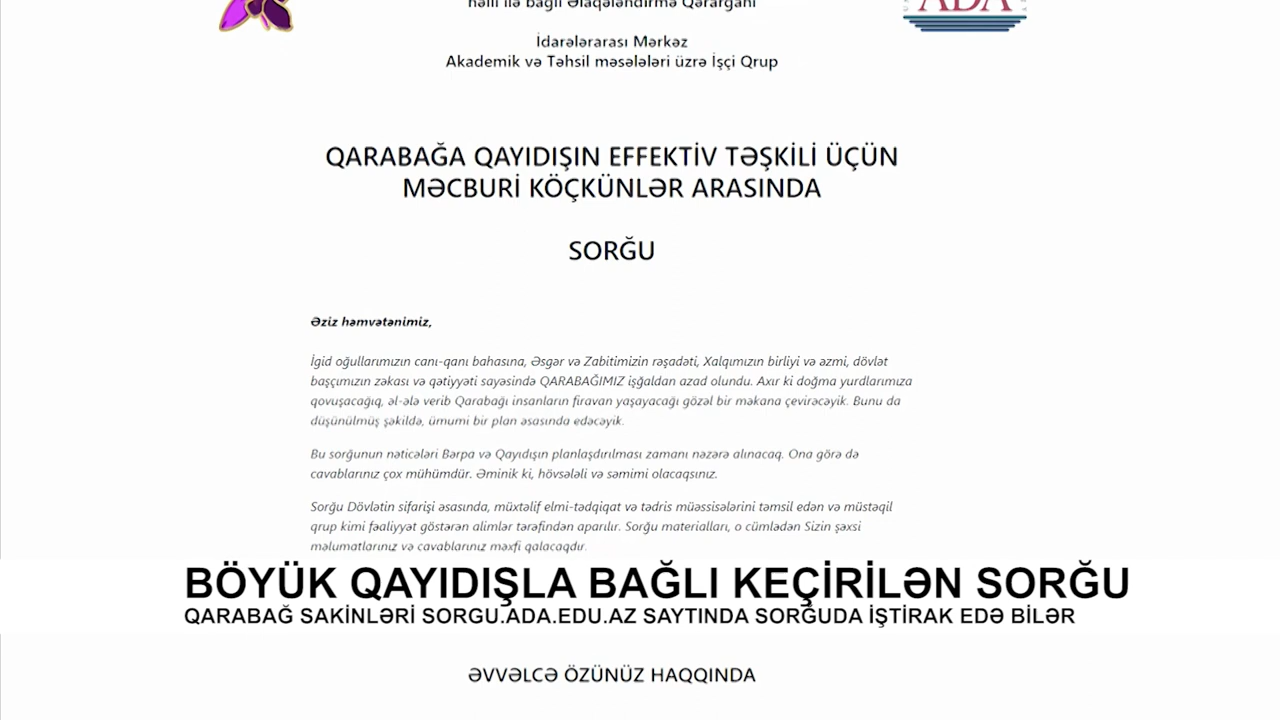 həlli ilə bağlı Əlaqələndirmə Qərargahı
ADA
İdarələrarası Mərkəz
Akademik və Təhsil məsələləri üzrə İşçi Qrup
QARABAĞA QAYIDIŞIN EFFEKTİV TƏŞKİLİ ÜÇÜN
MƏCBURİ KÖÇKÜNLƏR ARASINDA
SORĞU
Əziz həmvətənimiz,
İgid oğullarımızın canı-qanı bahasına, Əsgər və Zabitimizin rəşadəti, Xalqımızın birliyi və əzmi, dövlət
başçımızın zəkası və qətiyyəti sayəsində QARABAĞIMIZ işğaldan azad olundu. Axır ki doğma yurdlarımıza
qovuşacağıq, əl-ələ verib Qarabağı insanların firavan yaşayacağı gözəl bir məkana çevirəcəyik. Bunu da
düşünülmüş şəkildə, ümumi bir plan əsasında edəcəyik.
Bu sorğunun nəticələri Bərpa və Qayıdışın planlaşdırılması zamanı nəzərə alınacaq. Ona görə də
cavablarınız çox mühümdür. Əminik ki, hövsələli və səmimi olacaqsınız.
Sorğu Dövlətin sifarişi əsasında, müxtəlif elmi-tədqiqat və tədris müəssisələrini təmsil edən və müstəqil
qrup kimi fəaliyyət göstərən alimlər tərəfindən aparılır. Sorğu materialları, o cümlədən Sizin şəxsi
məlumatlarınız və cavablarınız məxfi qalacaqdır.
BÖYÜK QAYIDIŞLA BAĞLI KEÇİRİLƏN SORĞU
QARABAĞ SAKİNLƏRİ SORGU.ADA.EDU.AZ SAYTINDA SORĞUDA İŞTİRAK EDƏ BİLƏR
ƏVVƏLCƏ ÖZÜNÜZ HAQQINDA